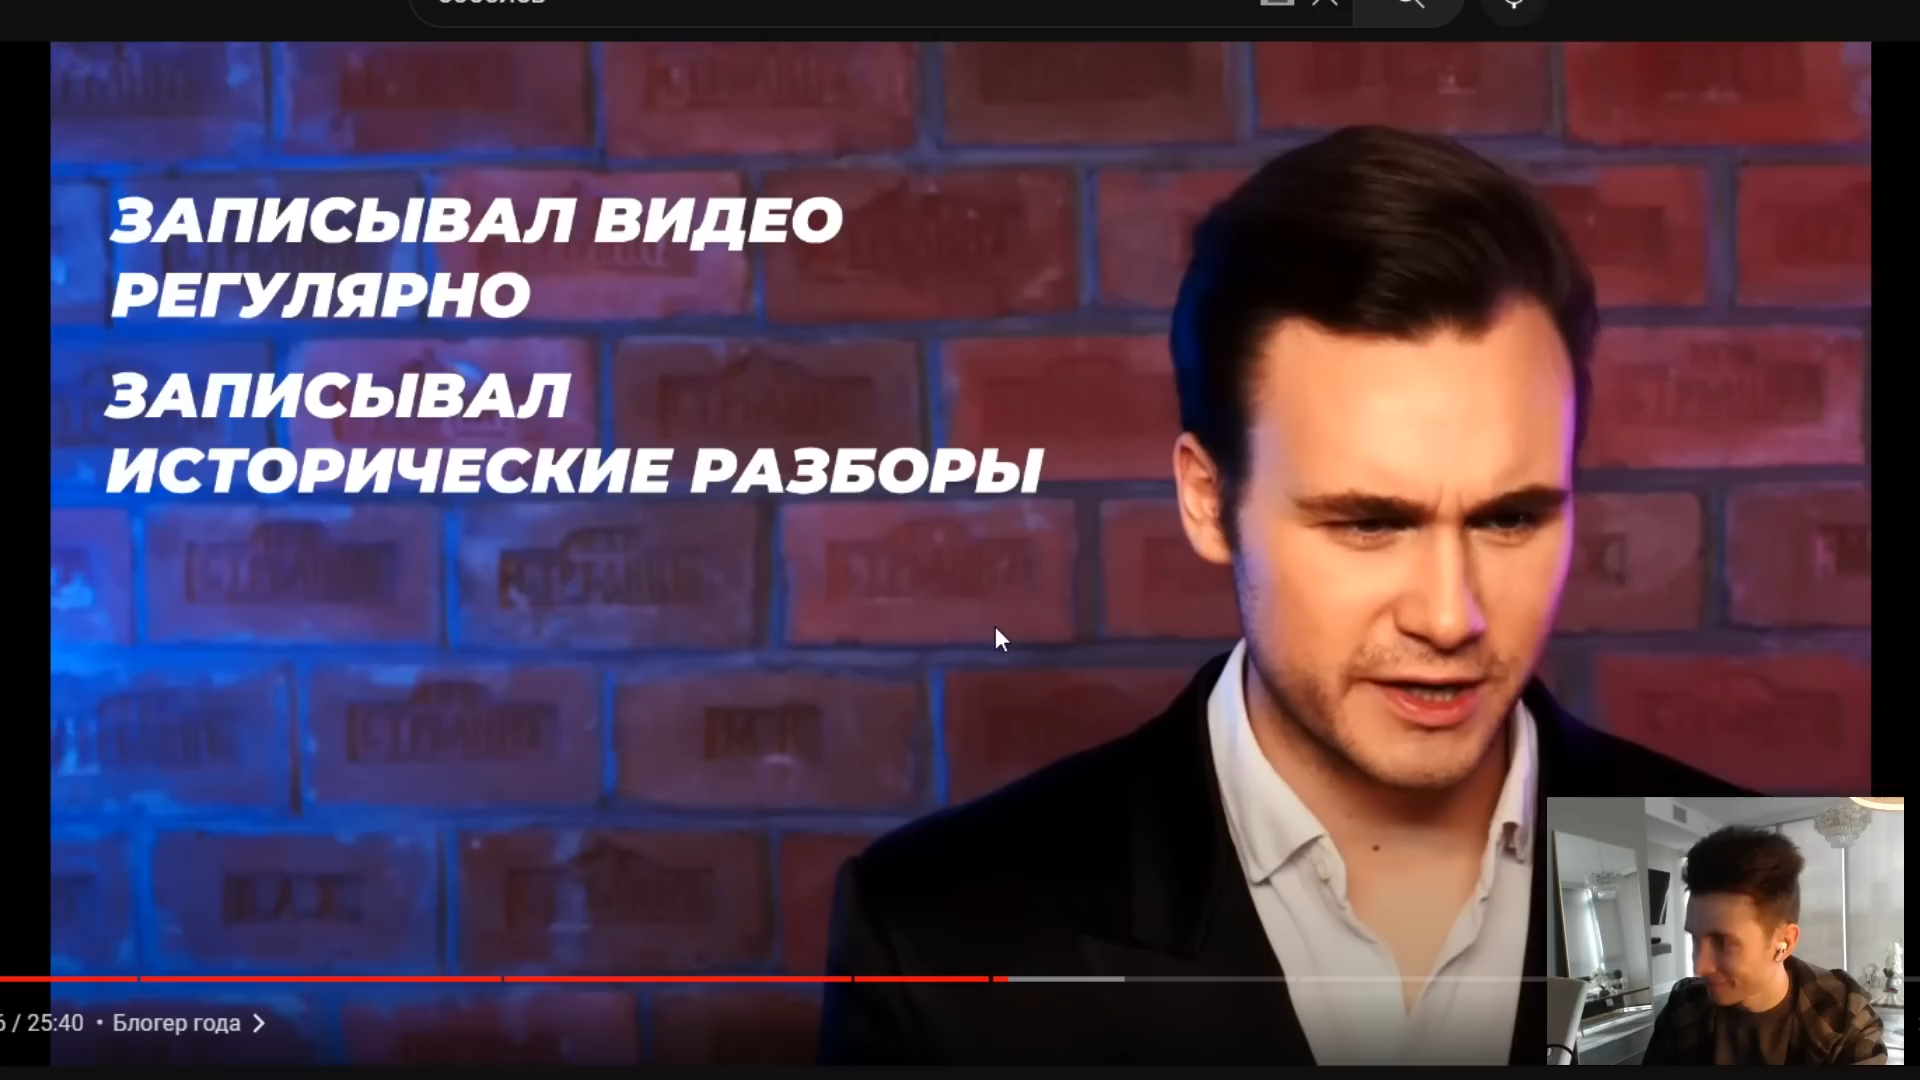 ЗАПИСЫВАЛ ВИДЕО
РЕГУЛЯРНО
ЗАПИСЫВАЛ
ИСТОРИЧЕСКИЕ РАЗБОРЫ
/ 25:40 • Блогер года